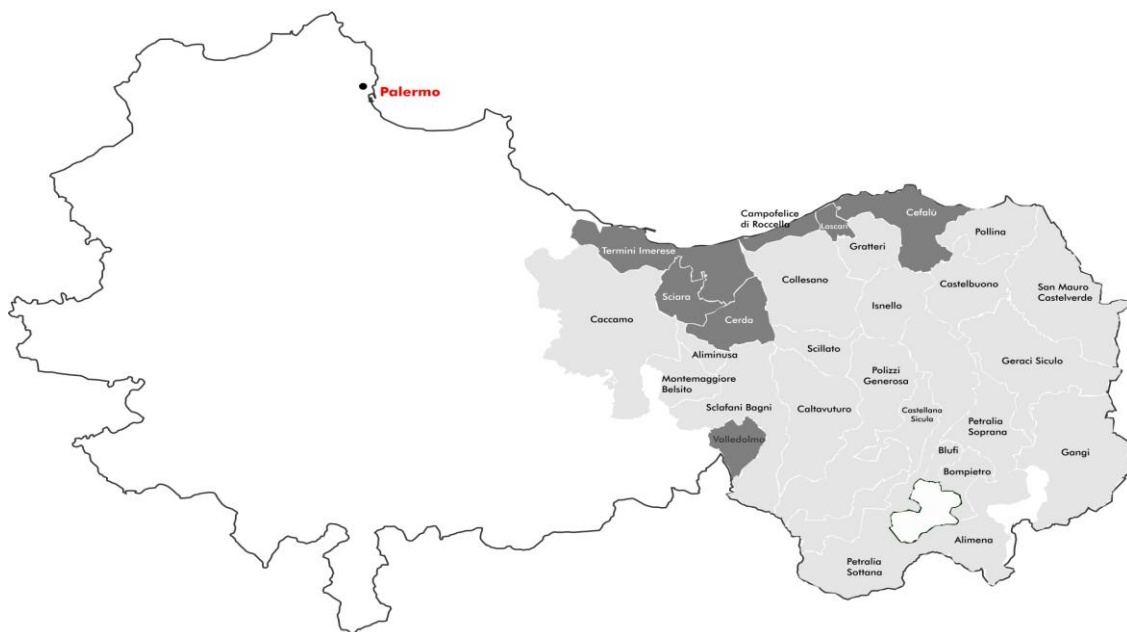 Palermo
Campofelice
di Roccella
Lascari
Cefalù
Gratteri
Pollina
Termini Imerese
Collesano
Castelbuono
San Mauro
Castelverde
Sciara
Isnello
Caccamo
Cerda
Aliminusa
Scillato
Geraci Siculo
Polizzi
Generosa
Montemaggiore
Belsito
Sclafani Bagni
Caltavuturo
Castellana
Sicula
Petralia
Soprana
Valledolmo
Blufi
Gangi
Bompietro
Alimena
Petralia
Sottana